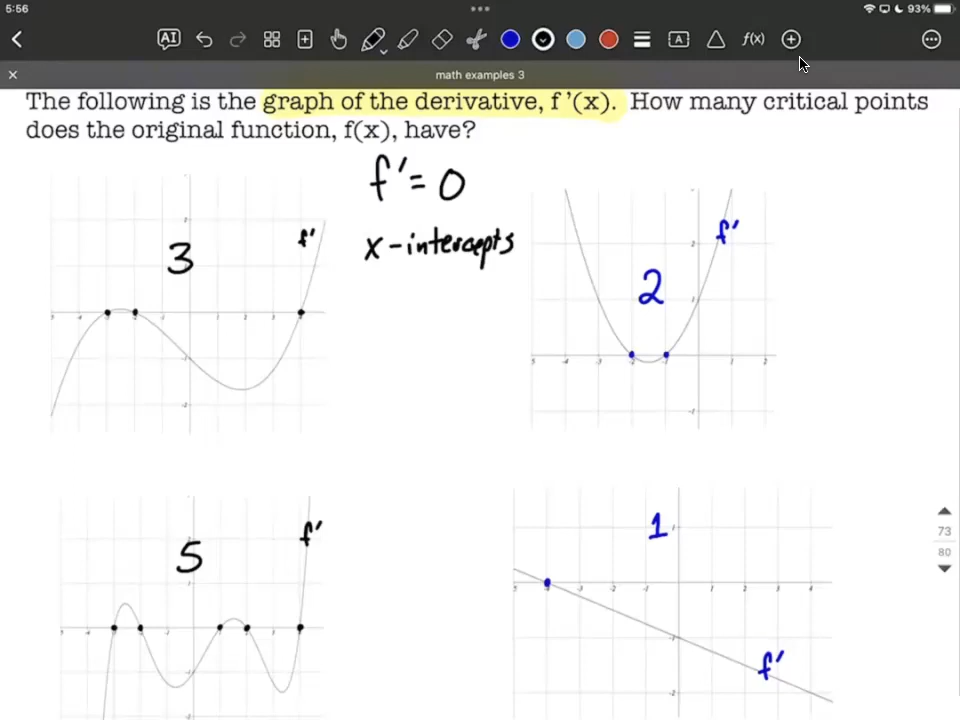 5:56
93%
AI
A
f(x)
math examples 3
The following is the graph of the derivative, f '(x). How many critical points
does the original function, f(x), have?
f' = 0
x-intercepts
3
f'
2
f'
5
f'
1
f'
73
80